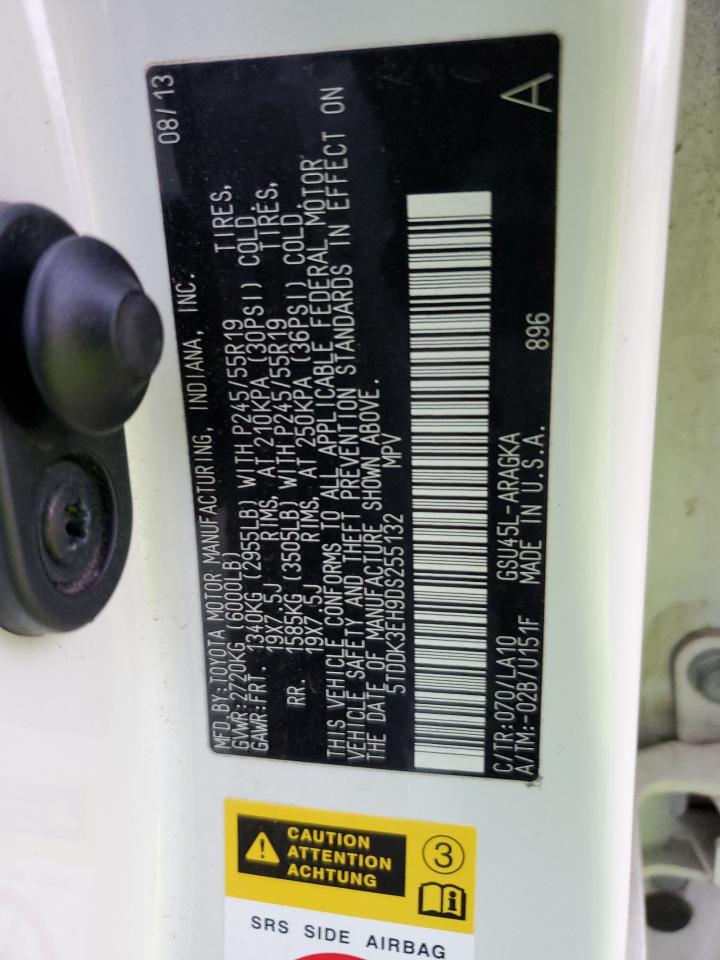 MFD.BY:TOYOTA MOTOR MANUFACTURING, INDIANA, INC. 08/13
GVWR:2720KG (6000LB)
GAWR:FRT. 1340KG (2955LB) WITH P245/55R19 TIRES,
19X7.5J RIMS, AT 210KPA (30PSI) COLD.
RR. 1585KG (3505LB) WITH P245/55R19 TIRES,
19X7.5J RIMS, AT 250KPA (36PSI) COLD.
THIS VEHICLE CONFORMS TO ALL APPLICABLE FEDERAL MOTOR
VEHICLE SAFETY AND THEFT PREVENTION STANDARDS IN EFFECT ON
THE DATE OF MANUFACTURE SHOWN ABOVE.
5TDDK3EH9DS255132 MPV
C/TR:070/LA10 GSU45L-ARAGKA
A/TM:-02B/U151F MADE IN U.S.A. 896 A
CAUTION
ATTENTION
ACHTUNG
3
SRS SIDE AIRBAG